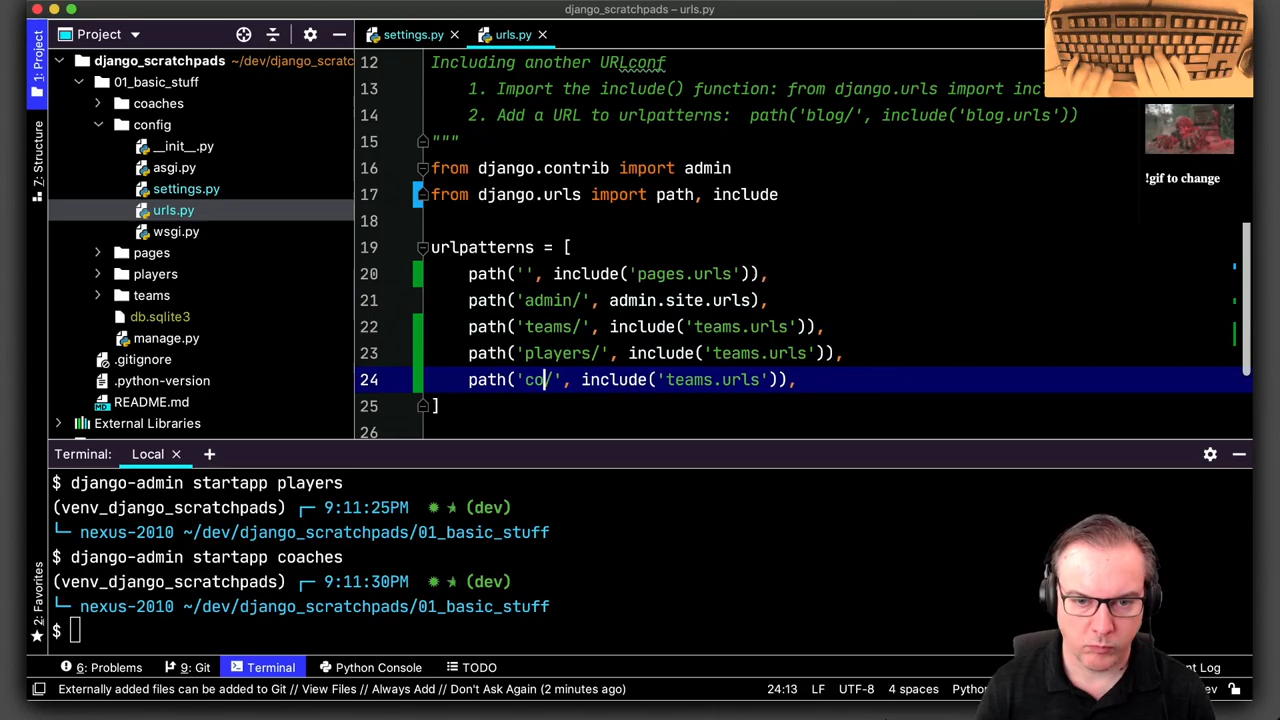 django_scratchpads – urls.py
Project
settings.py
urls.py
1: Project
7: Structure
2: Favorites
django_scratchpads ~/dev/django_scratc
01_basic_stuff
coaches
config
__init__.py
asgi.py
settings.py
urls.py
wsgi.py
pages
players
teams
db.sqlite3
manage.py
.gitignore
.python-version
README.md
External Libraries
12 Including another URLconf
13 1. Import the include() function: from django.urls import incl
14 2. Add a URL to urlpatterns:  path('blog/', include('blog.urls'))
15 """
16 from django.contrib import admin
17 from django.urls import path, include
18
19 urlpatterns = [
20 path('', include('pages.urls')),
21 path('admin/', admin.site.urls),
22 path('teams/', include('teams.urls')),
23 path('players/', include('teams.urls')),
24 path('co/', include('teams.urls')),
25 ]
26
!gif to change
Terminal: Local +
$ django-admin startapp players
(venv_django_scratchpads) 9:11:25PM (dev)
nexus-2010 ~/dev/django_scratchpads/01_basic_stuff
$ django-admin startapp coaches
(venv_django_scratchpads) 9:11:30PM (dev)
nexus-2010 ~/dev/django_scratchpads/01_basic_stuff
$
6: Problems 9: Git Terminal Python Console TODO nt Log
Externally added files can be added to Git // View Files // Always Add // Don't Ask Again (2 minutes ago) 24:13 LF UTF-8 4 spaces Python ev